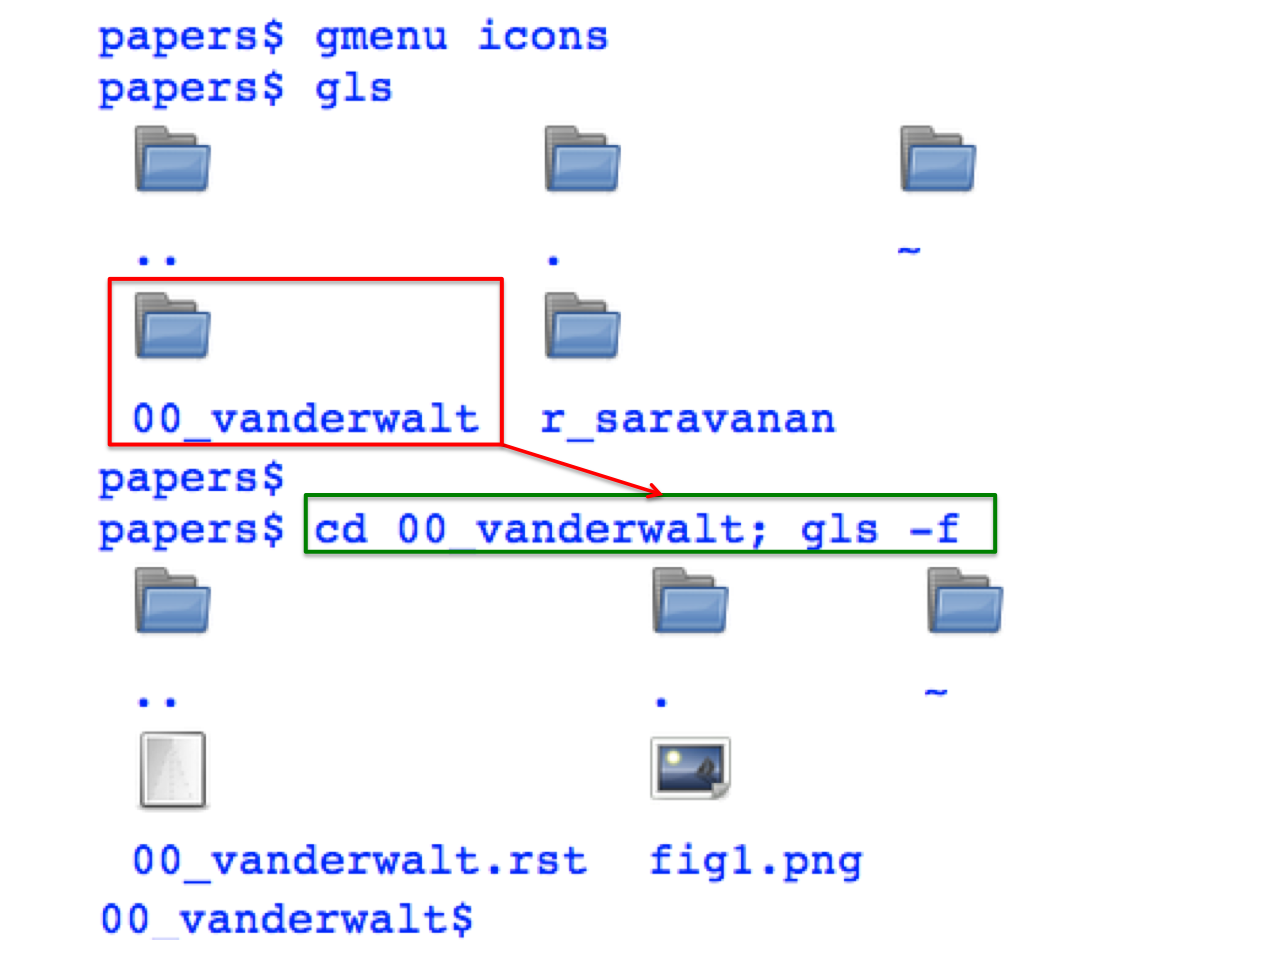 papers$ gmenu icons
papers$ gls
.. . ~
00_vanderwalt r_saravanan
papers$
papers$ cd 00_vanderwalt; gls -f
.. . ~
00_vanderwalt.rst fig1.png
00_vanderwalt$